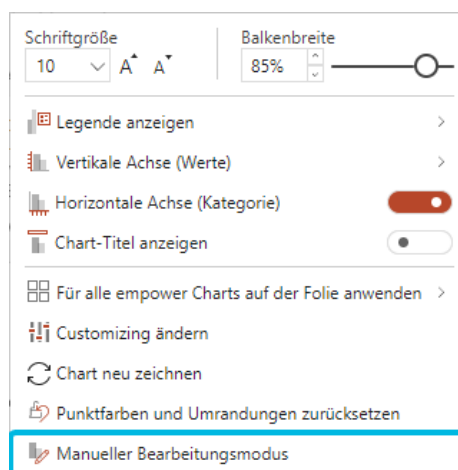 Schriftgröße Balkenbreite
10 A A 85%
Legende anzeigen
Vertikale Achse (Werte)
Horizontale Achse (Kategorie)
Chart-Titel anzeigen
Für alle empower Charts auf der Folie anwenden
Customizing ändern
Chart neu zeichnen
Punktfarben und Umrandungen zurücksetzen
Manueller Bearbeitungsmodus